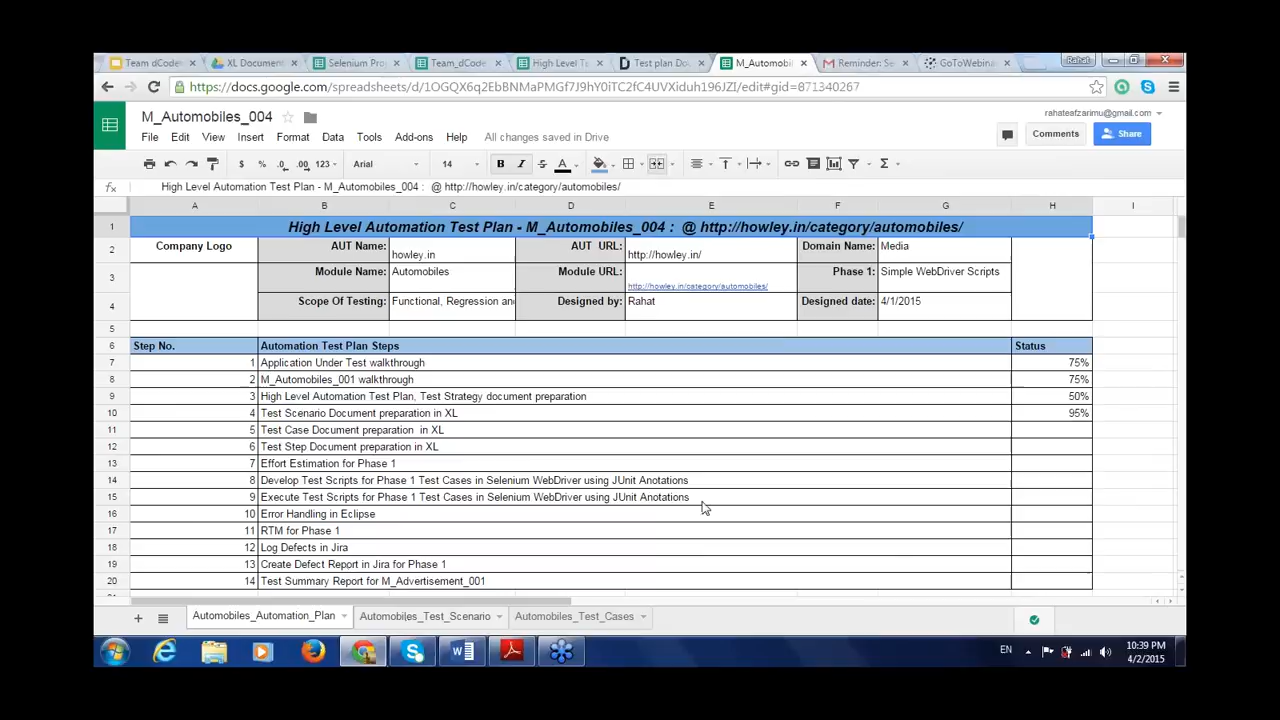 Team dCode
XL Document
Selenium Pro
Team_dC
High Level T
Test plan Do
M_Automobil
Reminder: Se
GoToWebina
Rahat
https://docs.google.com/spreadsheets/d/1OGQX6q2EbBNMaPMGf7J9hY0iTC2fC4UVXiduh196JZI/edit#gid=871340267
M_Automobiles_004
rahateafzarimu@gmail.com
File Edit View Insert Format Data Tools Add-ons Help All changes saved in Drive
Comments Share
$ % .0 .00 123 Arial 14 B I S A Σ
fx High Level Automation Test Plan - M_Automobiles_004 : @ http://howley.in/category/automobiles/
A B C D E F G H I
1 High Level Automation Test Plan - M_Automobiles_004 : @ http://howley.in/category/automobiles/
2 Company Logo AUT Name: howley.in AUT URL: http://howley.in/ Domain Name: Media
3 Module Name: Automobiles Module URL: http://howley.in/category/automobiles/ Phase 1: Simple WebDriver Scripts
4 Scope Of Testing: Functional, Regression an Designed by: Rahat Designed date: 4/1/2015
5
6 Step No. Automation Test Plan Steps Status
7 1 Application Under Test walkthrough 75%
8 2 M_Automobiles_001 walkthrough 75%
9 3 High Level Automation Test Plan, Test Strategy document preparation 50%
10 4 Test Scenario Document preparation in XL 95%
11 5 Test Case Document preparation in XL
12 6 Test Step Document preparation in XL
13 7 Effort Estimation for Phase 1
14 8 Develop Test Scripts for Phase 1 Test Cases in Selenium WebDriver using JUnit Anotations
15 9 Execute Test Scripts for Phase 1 Test Cases in Selenium WebDriver using JUnit Anotations
16 10 Error Handling in Eclipse
17 11 RTM for Phase 1
18 12 Log Defects in Jira
19 13 Create Defect Report in Jira for Phase 1
20 14 Test Summary Report for M_Advertisement_001
Automobiles_Automation_Plan Automobiles_Test_Scenario Automobiles_Test_Cases
EN
10:39 PM
4/2/2015